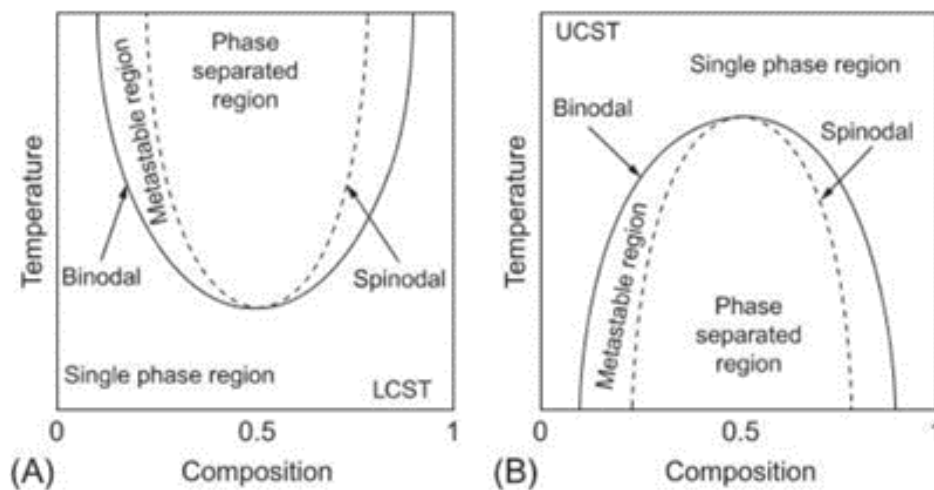 Phase
separated
region
Metastable region
Temperature
Binodal
Spinodal
Single phase region
LCST
0
0.5
1
(A)
Composition
UCST
Single phase region
Binodal
Spinodal
Temperature
Metastable region
Phase
separated
region
0
0.5
1
(B)
Composition